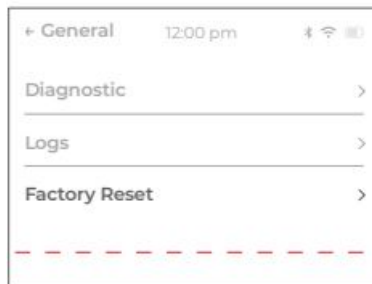 ← General 12:00 pm
Diagnostic
Logs
Factory Reset